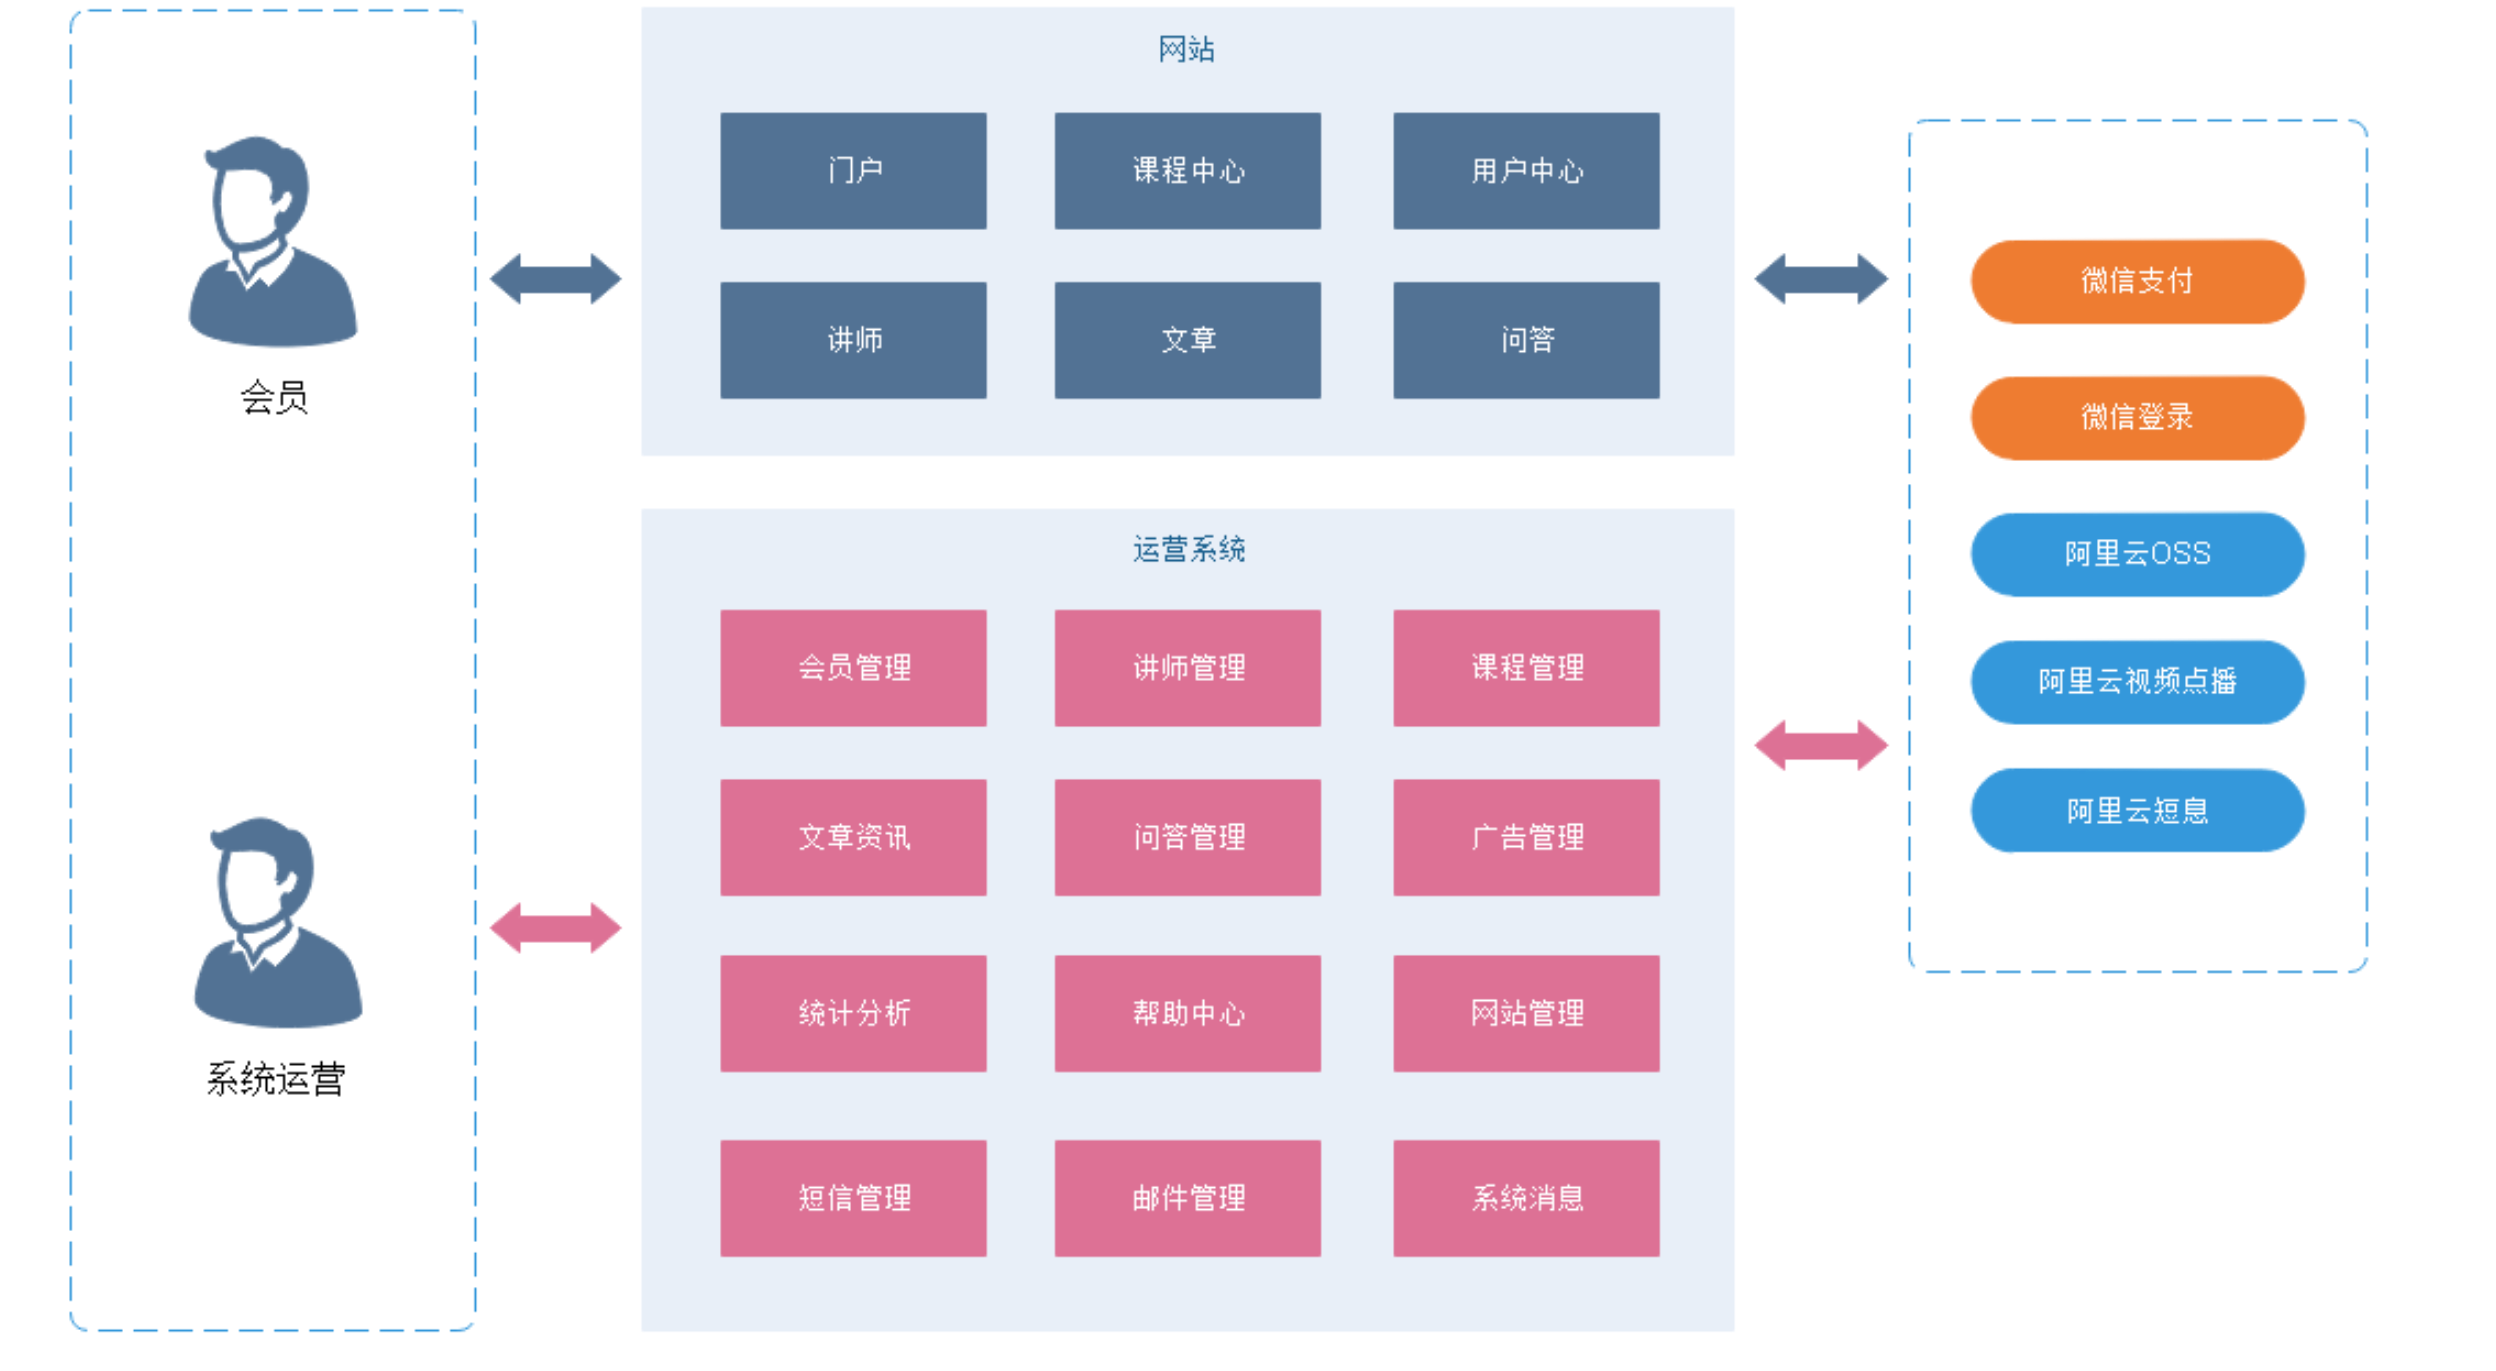 网站
门户
课程中心
用户中心
讲师
文章
问答
会员
运营系统
会员管理
讲师管理
课程管理
文章资讯
问答管理
广告管理
统计分析
帮助中心
网站管理
短信管理
邮件管理
系统消息
系统运营
微信支付
微信登录
阿里云OSS
阿里云视频点播
阿里云短息